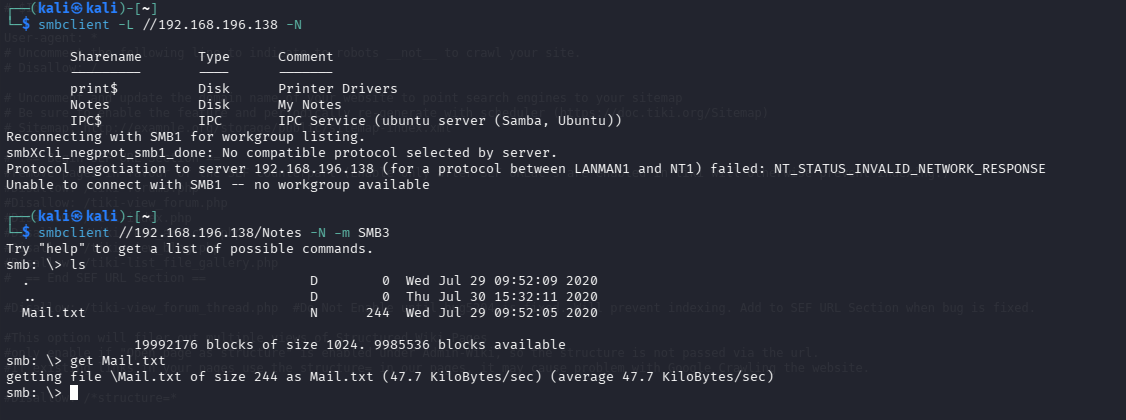 ┌──(kali㉿kali)-[~]
└─$ smbclient -L //192.168.196.138 -N
Sharename Type Comment
--------- ---- -------
print$ Disk Printer Drivers
Notes Disk My Notes
IPC$ IPC IPC Service (ubuntu server (Samba, Ubuntu))
Reconnecting with SMB1 for workgroup listing.
smbXcli_negprot_smb1_done: No compatible protocol selected by server.
Protocol negotiation to server 192.168.196.138 (for a protocol between LANMAN1 and NT1) failed: NT_STATUS_INVALID_NETWORK_RESPONSE
Unable to connect with SMB1 -- no workgroup available
┌──(kali㉿kali)-[~]
└─$ smbclient //192.168.196.138/Notes -N -m SMB3
Try "help" to get a list of possible commands.
smb: \> ls
. D 0 Wed Jul 29 09:52:09 2020
.. D 0 Thu Jul 30 15:32:11 2020
Mail.txt N 244 Wed Jul 29 09:52:05 2020
19992176 blocks of size 1024. 9985536 blocks available
smb: \> get Mail.txt
getting file \Mail.txt of size 244 as Mail.txt (47.7 KiloBytes/sec) (average 47.7 KiloBytes/sec)
smb: \>